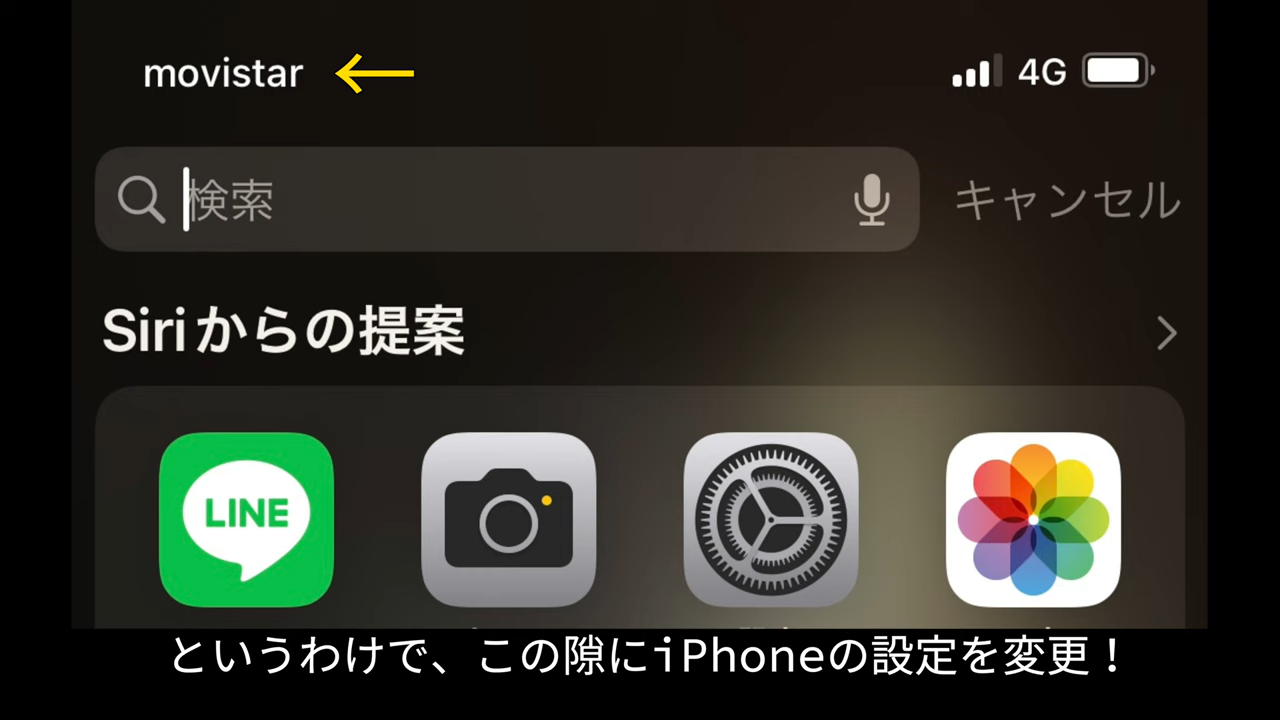 movistar
4G
検索
キャンセル
Siriからの提案
LINE
というわけで、この隙にiPhoneの設定を変更！